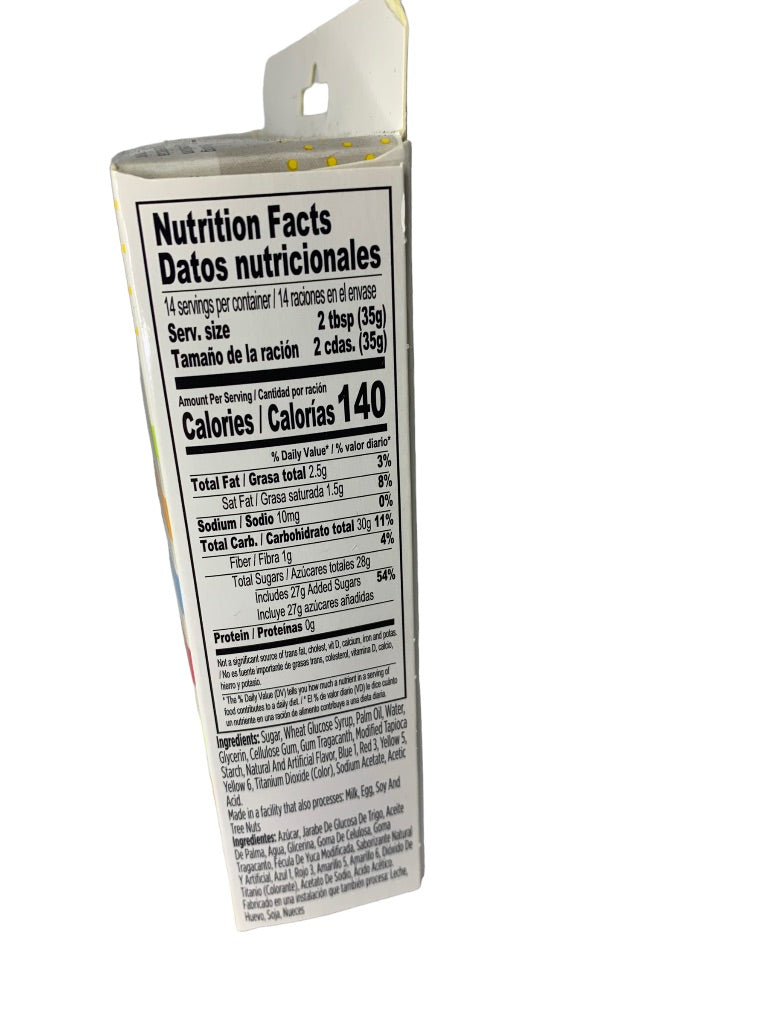 Nutrition Facts
Datos nutricionales
14 servings per container / 14 raciones en el envase
Serv. size 2 tbsp (35g)
Tamaño de la ración 2 cdas. (35g)
Amount Per Serving / Cantidad por ración
Calories / Calorías 140
% Daily Value* / % valor diario*
Total Fat / Grasa total 2.5g 3%
Sat Fat / Grasa saturada 1.5g 8%
Sodium / Sodio 10mg 0%
Total Carb. / Carbohidrato total 30g 11%
Fiber / Fibra 1g 4%
Total Sugars / Azúcares totales 28g
Includes 27g Added Sugars 54%
Incluye 27g azúcares añadidas
Protein / Proteínas 0g
Not a significant source of trans fat, cholest, vit D, calcium, iron and potas.
/ No es fuente importante de grasas trans, colesterol, vitamina D, calcio,
hierro y potasio.
* The % Daily Value (DV) tells you how much a nutrient in a serving of
food contributes to a daily diet. / * El % de valor diario (VD) le dice cuánto
un nutriente en una ración de alimento contribuye a una dieta diaria.
Ingredients: Sugar, Wheat Glucose Syrup, Palm Oil, Water,
Glycerin, Cellulose Gum, Gum Tragacanth, Modified Tapioca
Starch, Natural And Artificial Flavor, Blue 1, Red 3, Yellow 5,
Yellow 6, Titanium Dioxide (Color), Sodium Acetate, Acetic
Acid.
Made in a facility that also processes: Milk, Egg, Soy And
Tree Nuts
Ingredientes: Azúcar, Jarabe De Glucosa De Trigo, Aceite
De Palma, Agua, Glicerina, Goma De Celulosa, Goma
Tragacanto, Fécula De Yuca Modificada, Saborizante Natural
Y Artificial, Azul 1, Rojo 3, Amarillo 5, Amarillo 6, Dióxido De
Titanio (Colorante), Acetato De Sodio, Ácido Acético.
Fabricado en una instalación que también procesa: Leche,
Huevo, Soja, Nueces